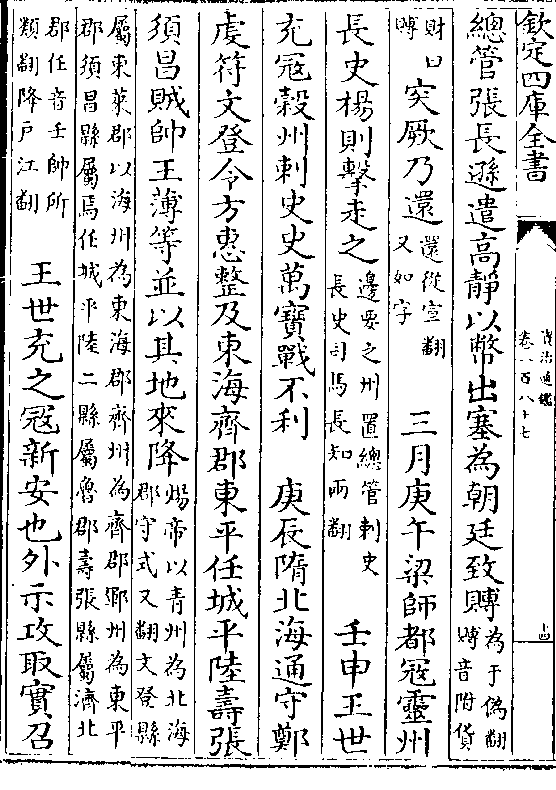 欽定四庫全書
資治通鑑
卷一百八十七
十四
總管張長遜遣高靜以幣出塞為朝廷致賻為于偽翻賻音附貨
財曰賻突厥乃還還從宣翻又如字　三月庚午梁師都寇靈州
長史楊則擊走之邊要之州置總管刺史長史司馬長知兩翻　壬申王世
充寇穀州刺史史萬寶戰不利　庚辰隋北海通守鄭
虔符文登令方惠整及東海齊郡東平任城平陸壽張
須昌賊帥王薄等並以其地來降煬帝以青州為北海郡守式又翻文登縣
屬東萊郡以海州為東海郡齊州為齊郡鄆州為東平郡須昌縣屬焉任城平陸二縣屬魯郡壽張縣屬濟北
郡任音壬帥所類翻降戶江翻　王世充之寇新安也外示攻取實召